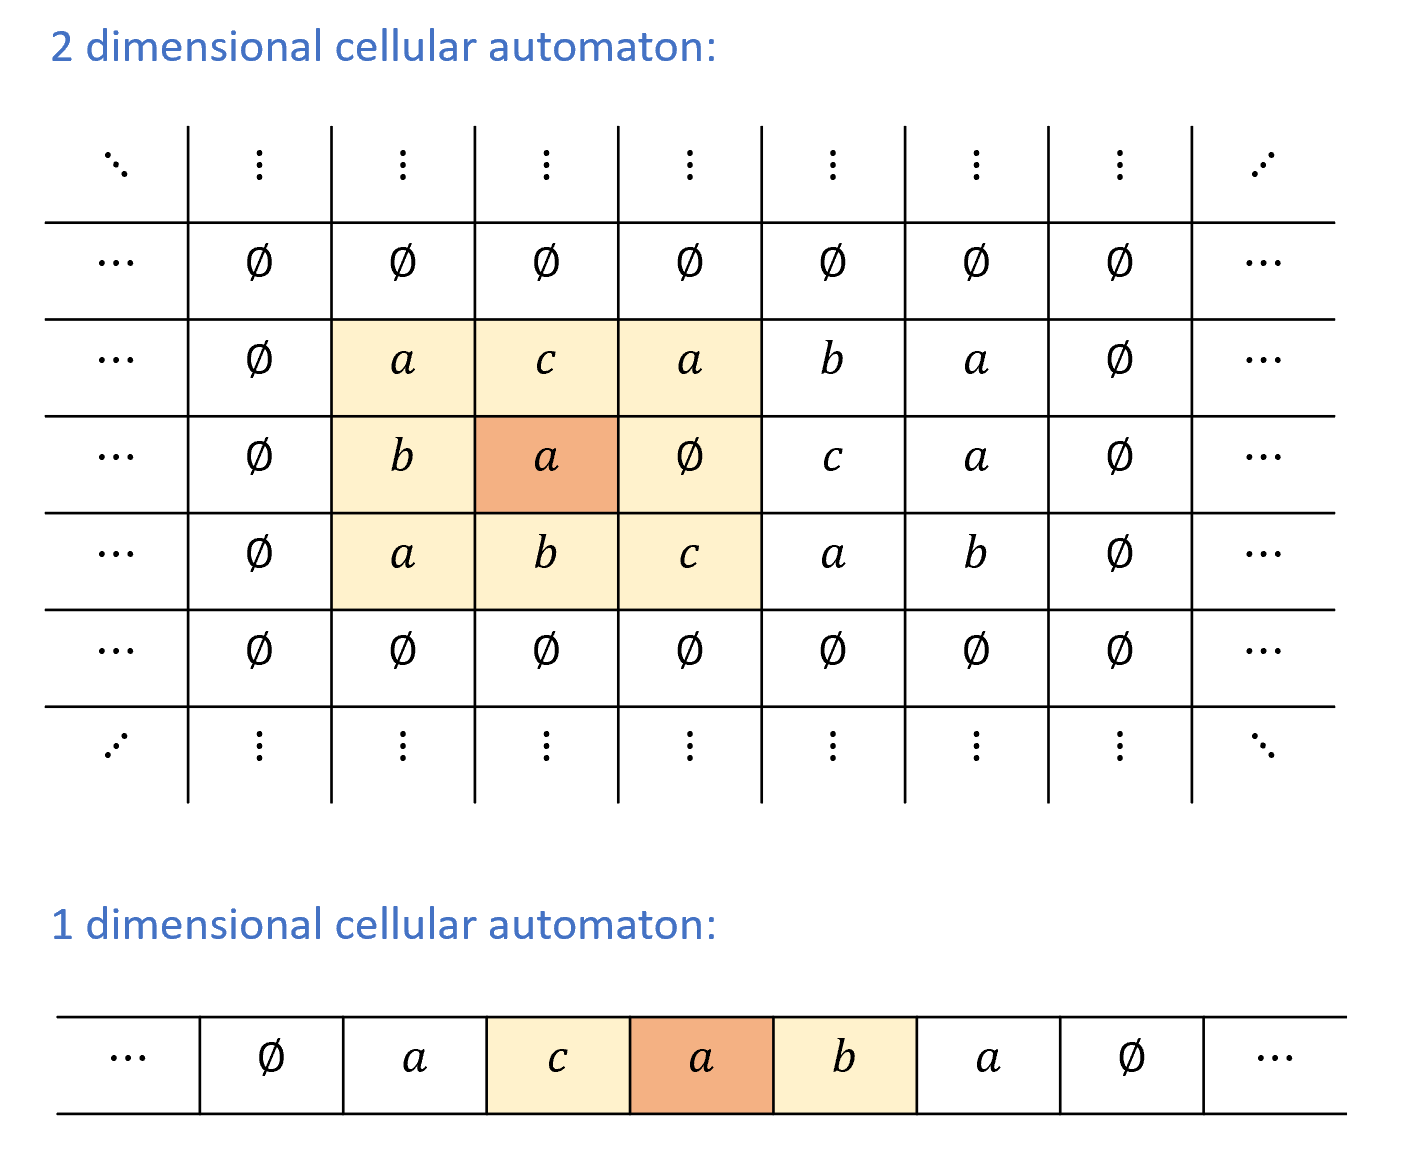 2 dimensional cellular automaton:
⋱ ⋮ ⋮ ⋮ ⋮ ⋮ ⋮ ⋮ ⋰
⋯ ∅ ∅ ∅ ∅ ∅ ∅ ∅ ⋯
⋯ ∅ a c a b a ∅ ⋯
⋯ ∅ b a ∅ c a ∅ ⋯
⋯ ∅ a b c a b ∅ ⋯
⋯ ∅ ∅ ∅ ∅ ∅ ∅ ∅ ⋯
⋰ ⋮ ⋮ ⋮ ⋮ ⋮ ⋮ ⋮ ⋱
1 dimensional cellular automaton:
⋯ ∅ a c a b a ∅ ⋯